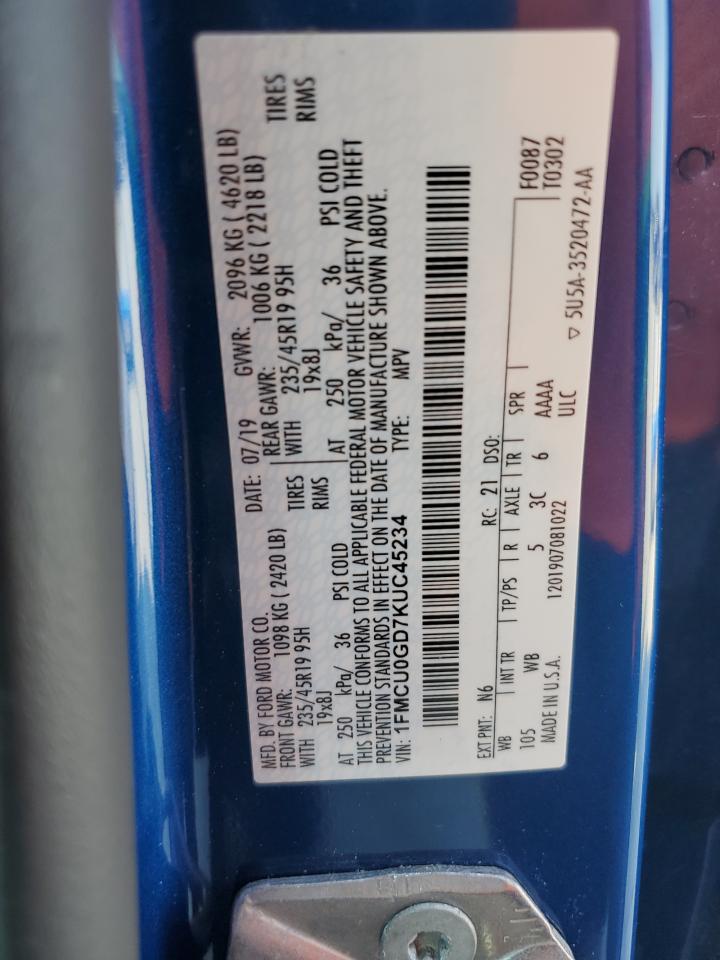 MFD. BY FORD MOTOR CO.
DATE: 07/19 GVWR: 2096 KG ( 4620 LB)
FRONT GAWR: 1098 KG ( 2420 LB) REAR GAWR: 1006 KG ( 2218 LB)
WITH 235/45R19 95H TIRES WITH 235/45R19 95H TIRES
19x8J RIMS 19x8J RIMS
AT 250 kPa/ 36 PSI COLD AT 250 kPa/ 36 PSI COLD
THIS VEHICLE CONFORMS TO ALL APPLICABLE FEDERAL MOTOR VEHICLE SAFETY AND THEFT
PREVENTION STANDARDS IN EFFECT ON THE DATE OF MANUFACTURE SHOWN ABOVE.
VIN: 1FMCU0GD7KUC45234 TYPE: MPV
EXT PNT: N6 RC: 21 DSO:
WB INT TR TP/PS R AXLE TR SPR F0087
105 WB 5 3C 6 AAAA T0302
MADE IN U.S.A. 1201907081022 ULC
▽ 5U5A-3520472-AA